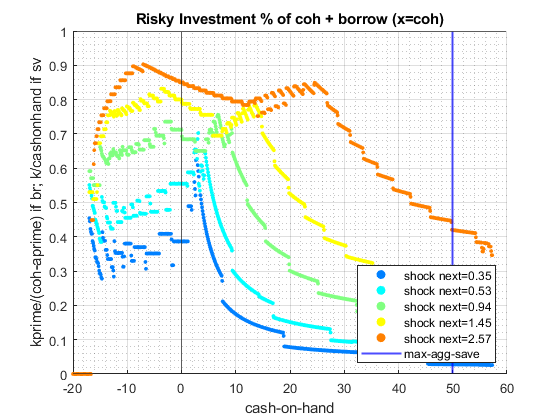 Risky Investment % of coh + borrow (x=coh)
kprime/(coh-aprime) if br; k/cashonhand if sv
1
0.9
0.8
0.7
0.6
0.5
0.4
0.3
0.2
0.1
0
-20 -10 0 10 20 30 40 50 60
cash-on-hand
shock next=0.35
shock next=0.53
shock next=0.94
shock next=1.45
shock next=2.57
max-agg-save